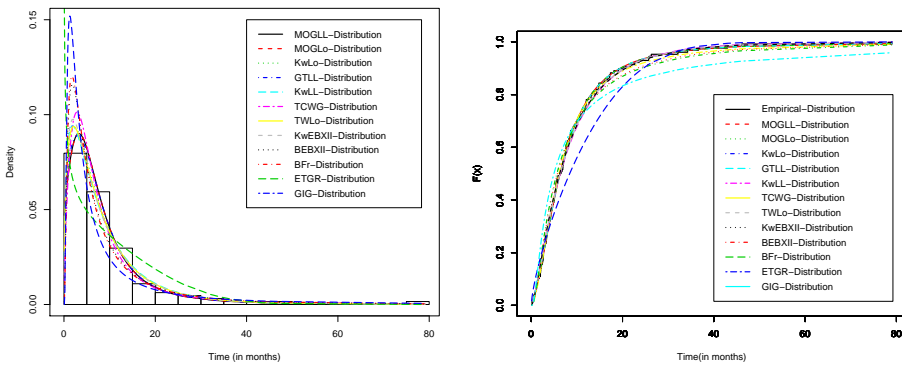 0.15
0.10
0.05
0.00
Density
0
20
40
60
80
Time (in months)
MOGLL−Distribution
MOGLo−Distribution
KwLo−Distribution
GTLL−Distribution
KwLL−Distribution
TCWG−Distribution
TWLo−Distribution
KwEBXII−Distribution
BEBXII−Distribution
BFr−Distribution
ETGR−Distribution
GIG−Distribution
1.0
0.8
0.6
0.4
0.2
0.0
F(x)
0
20
40
60
80
Time(in months)
Empirical−Distribution
MOGLL−Distribution
MOGLo−Distribution
KwLo−Distribution
GTLL−Distribution
KwLL−Distribution
TCWG−Distribution
TWLo−Distribution
KwEBXII−Distribution
BEBXII−Distribution
BFr−Distribution
ETGR−Distribution
GIG−Distribution